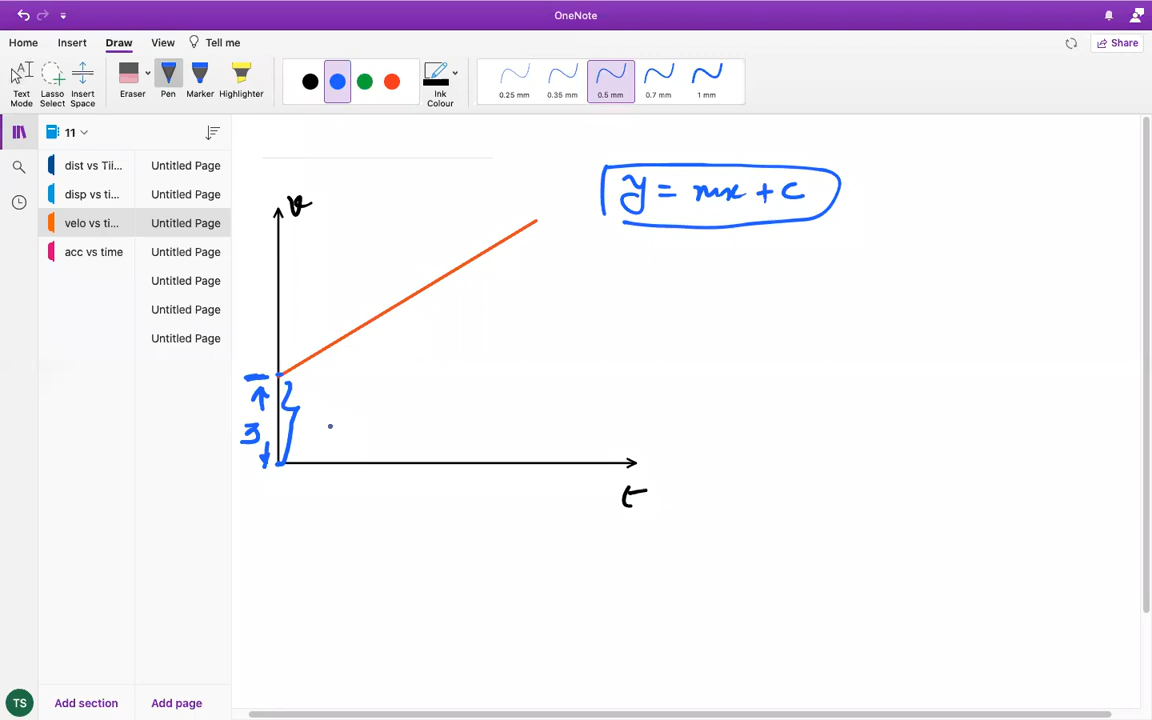 OneNote
Home Insert Draw View Tell me
Share
Text Mode
Lasso Select
Insert Space
Eraser
Pen
Marker
Highlighter
Ink Colour
0.25 mm
0.35 mm
0.5 mm
0.7 mm
1 mm
11
dist vs Tii...
disp vs ti...
velo vs ti...
acc vs time
Untitled Page
Untitled Page
Untitled Page
Untitled Page
Untitled Page
Untitled Page
Untitled Page
y = mx + c
v
3
t
TS
Add section
Add page